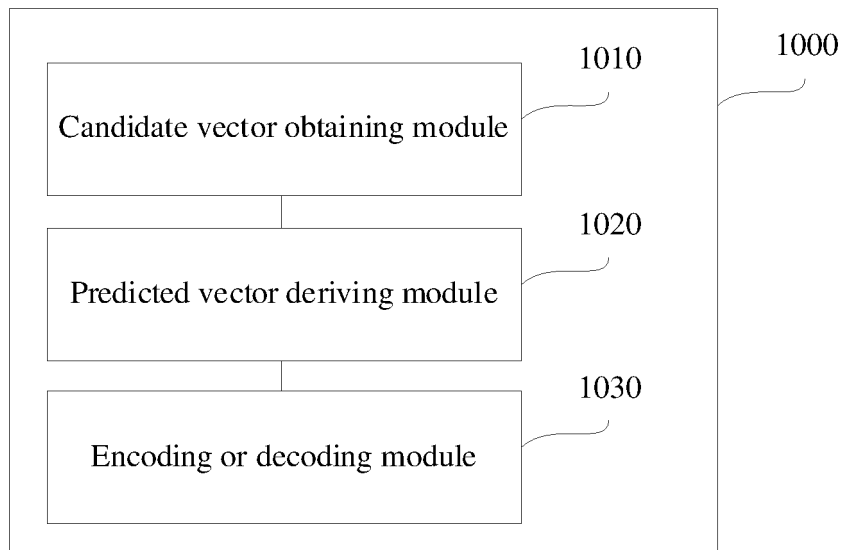 1000
1010
Candidate vector obtaining module
1020
Predicted vector deriving module
1030
Encoding or decoding module